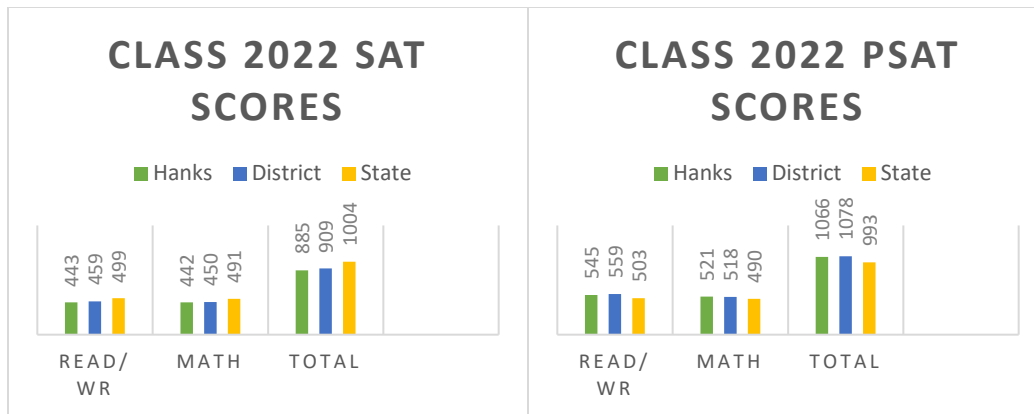 CLASS 2022 SAT
SCORES
Hanks District State
443 459 499 442 450 491 885 909 1004
READ/
WR MATH TOTAL
CLASS 2022 PSAT
SCORES
Hanks District State
545 559 503 521 518 490 1066 1078 993
READ/
WR MATH TOTAL